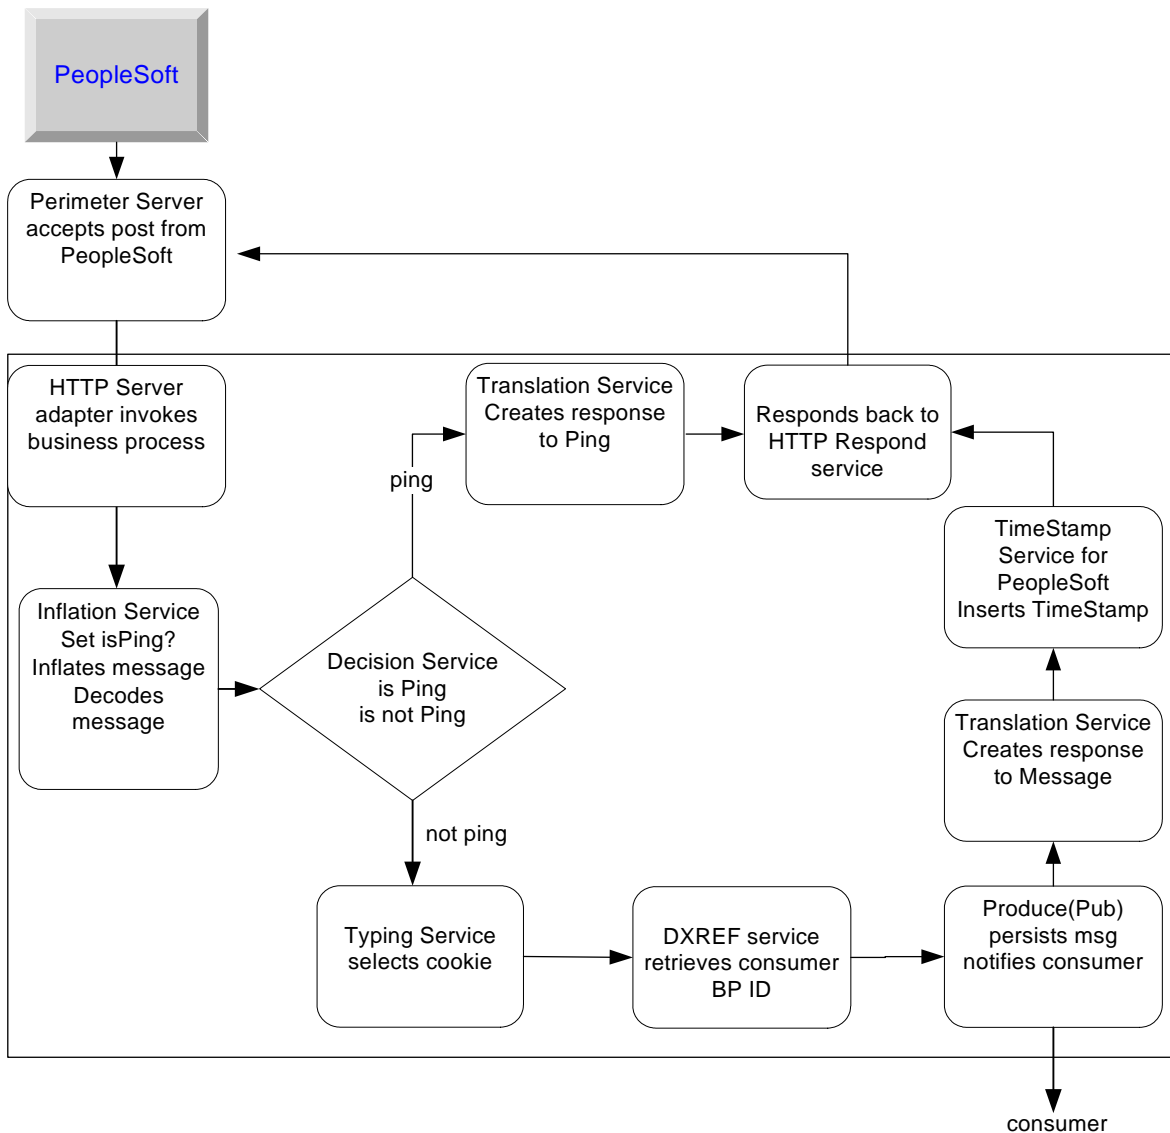 PeopleSoft
Perimeter Server
accepts post from
PeopleSoft
HTTP Server
adapter invokes
business process
Translation Service
Creates response
to Ping
Responds back to
HTTP Respond
service
ping
TimeStamp
Service for
PeopleSoft
Inserts TimeStamp
Inflation Service
Set isPing?
Inflates message
Decodes
message
Decision Service
is Ping
is not Ping
Translation Service
Creates response
to Message
not ping
Typing Service
selects cookie
DXREF service
retrieves consumer
BP ID
Produce(Pub)
persists msg
notifies consumer
consumer